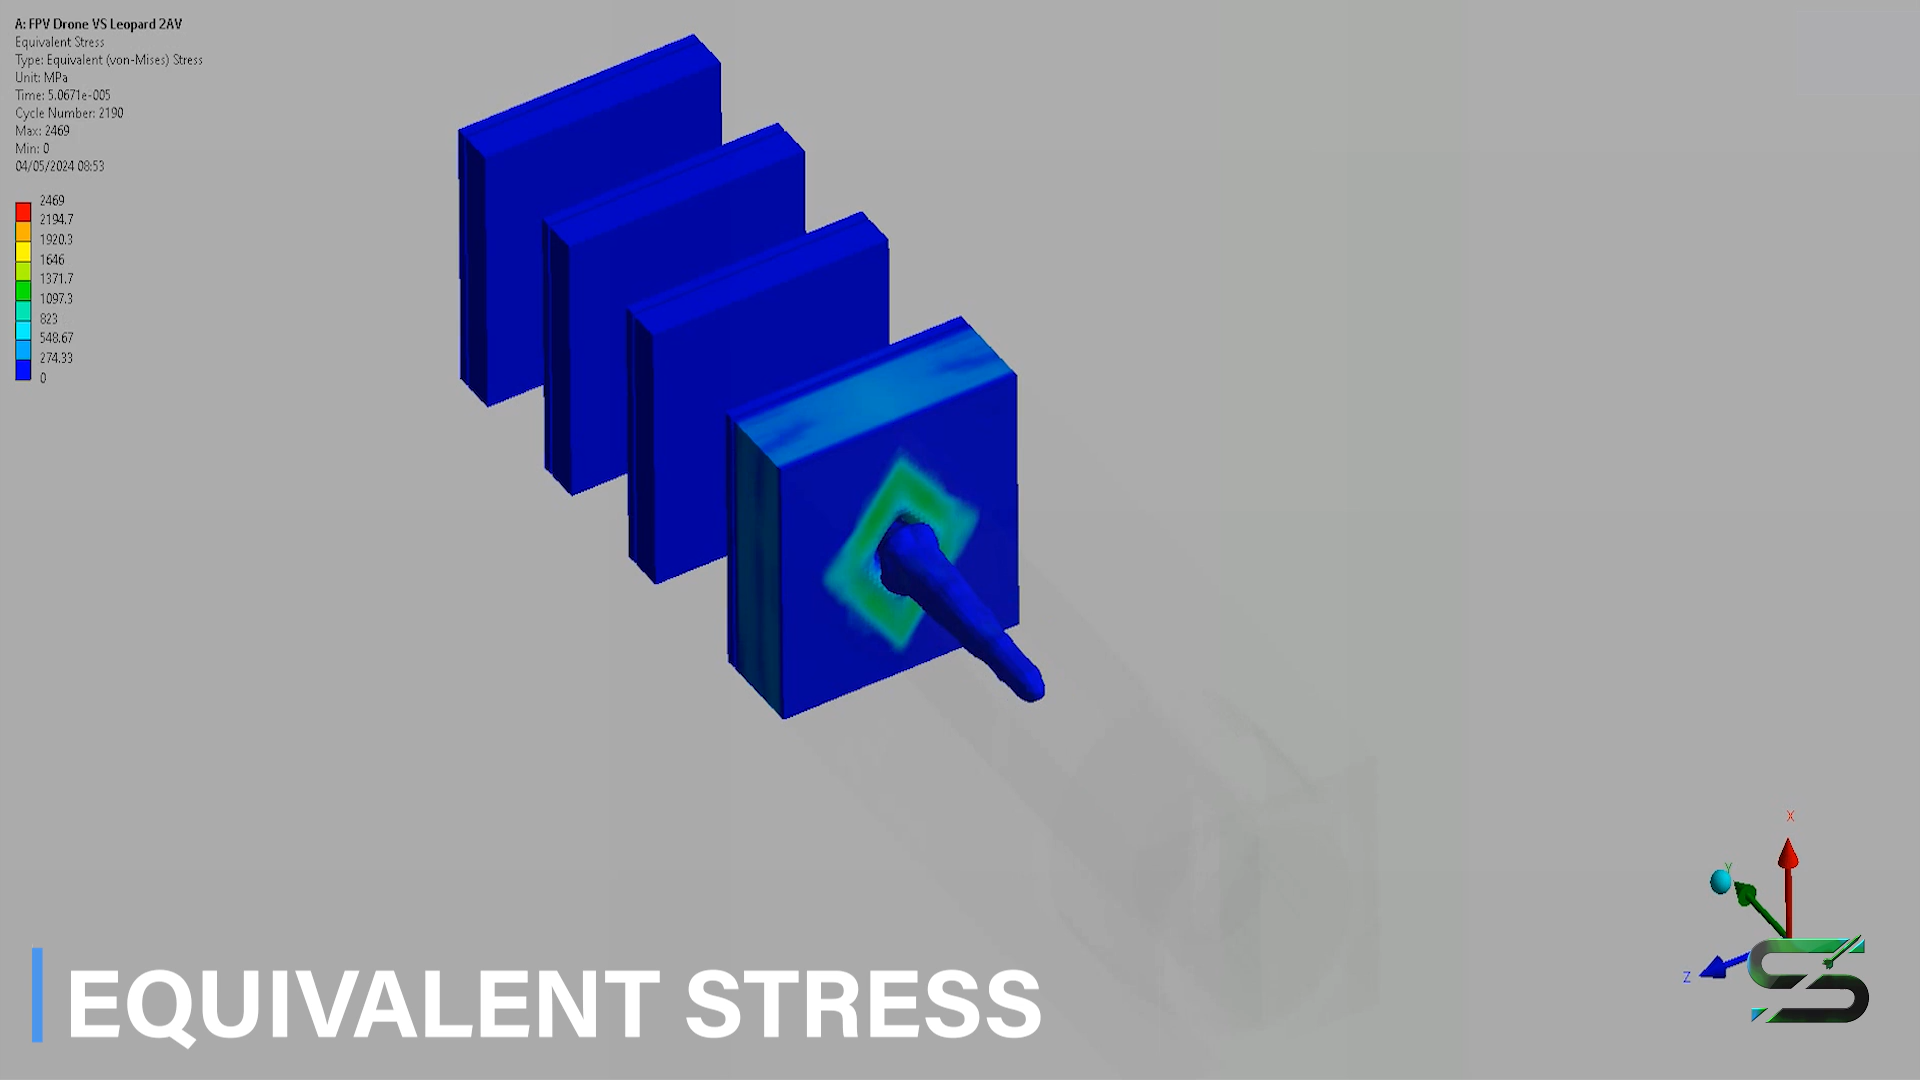 A: FPV Drone VS Leopard 2AV
Equivalent Stress
Type: Equivalent (von-Mises) Stress
Unit: MPa
Time: 5.0671e-005
Cycle Number: 2190
Max: 2469
Min: 0
04/05/2024 08:53
2469
2194.7
1920.3
1646
1371.7
1097.3
823
548.67
274.33
0
X
Y
Z
EQUIVALENT STRESS